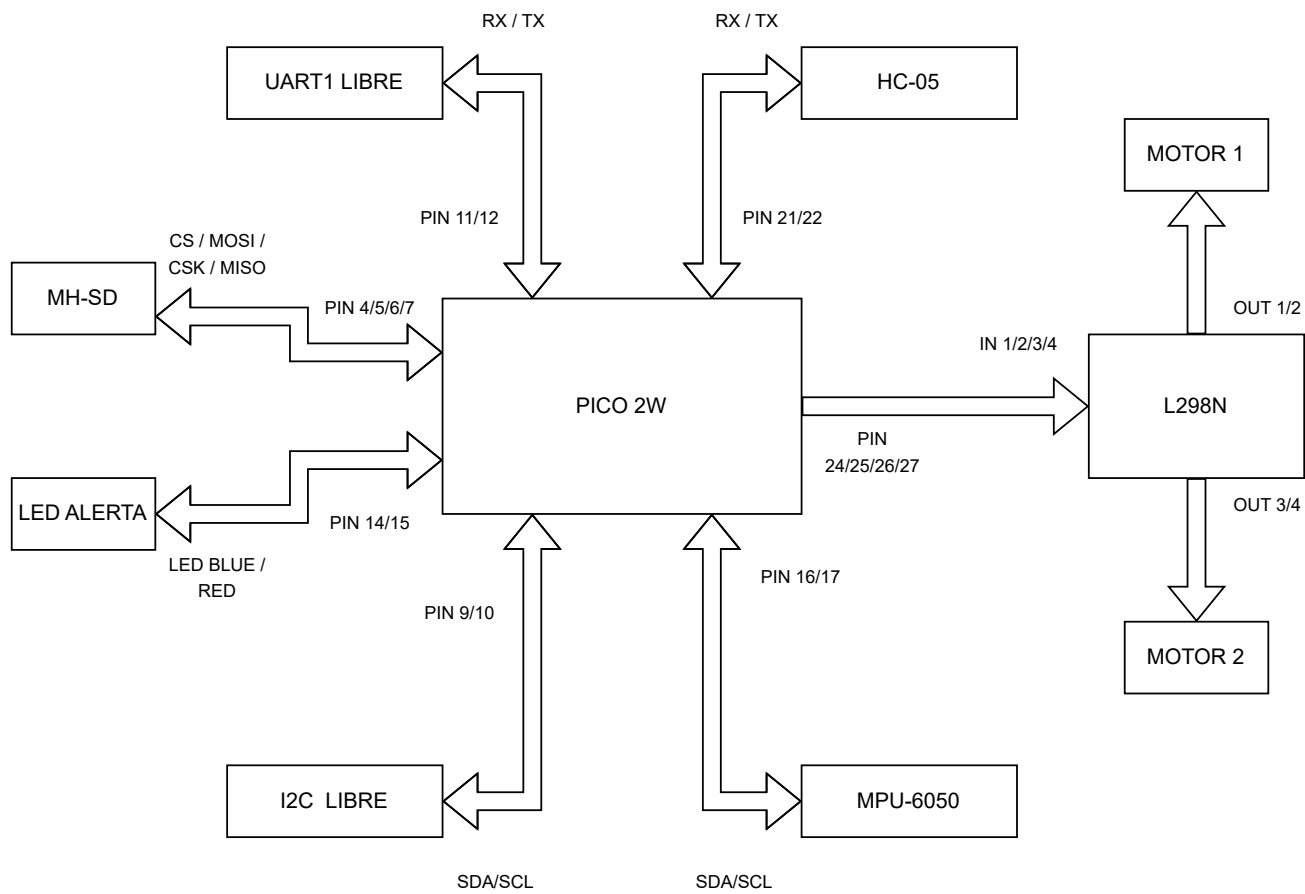 RX / TX
RX / TX
UART1 LIBRE
HC-05
MOTOR 1
PIN 11/12
PIN 21/22
CS / MOSI /
CSK / MISO
MH-SD
PIN 4/5/6/7
OUT 1/2
IN 1/2/3/4
PICO 2W
L298N
PIN
24/25/26/27
LED ALERTA
PIN 14/15
OUT 3/4
LED BLUE /
RED
PIN 16/17
PIN 9/10
MOTOR 2
I2C LIBRE
MPU-6050
SDA/SCL
SDA/SCL